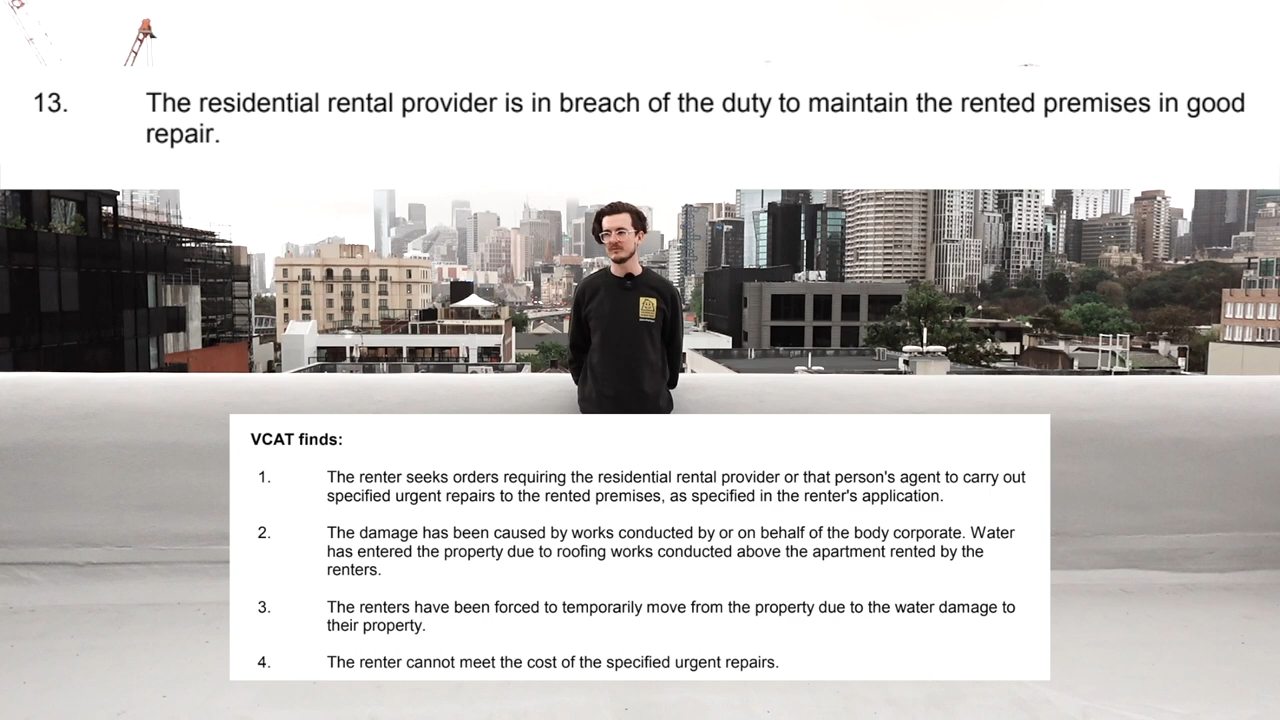 13. The residential rental provider is in breach of the duty to maintain the rented premises in good
repair.
VCAT finds:
1. The renter seeks orders requiring the residential rental provider or that person's agent to carry out
specified urgent repairs to the rented premises, as specified in the renter's application.
2. The damage has been caused by works conducted by or on behalf of the body corporate. Water
has entered the property due to roofing works conducted above the apartment rented by the
renters.
3. The renters have been forced to temporarily move from the property due to the water damage to
their property.
4. The renter cannot meet the cost of the specified urgent repairs.